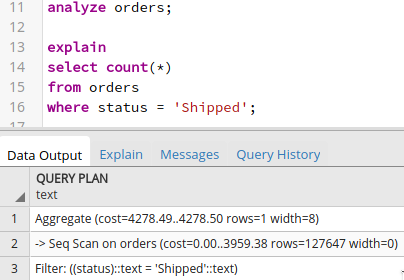 11 analyze orders;
12
13 explain
14 select count(*)
15 from orders
16 where status = 'Shipped';
17
Data Output Explain Messages Query History
QUERY PLAN
text
1 Aggregate (cost=4278.49..4278.50 rows=1 width=8)
2 -> Seq Scan on orders (cost=0.00..3959.38 rows=127647 width=0)
3 Filter: ((status)::text = 'Shipped'::text)